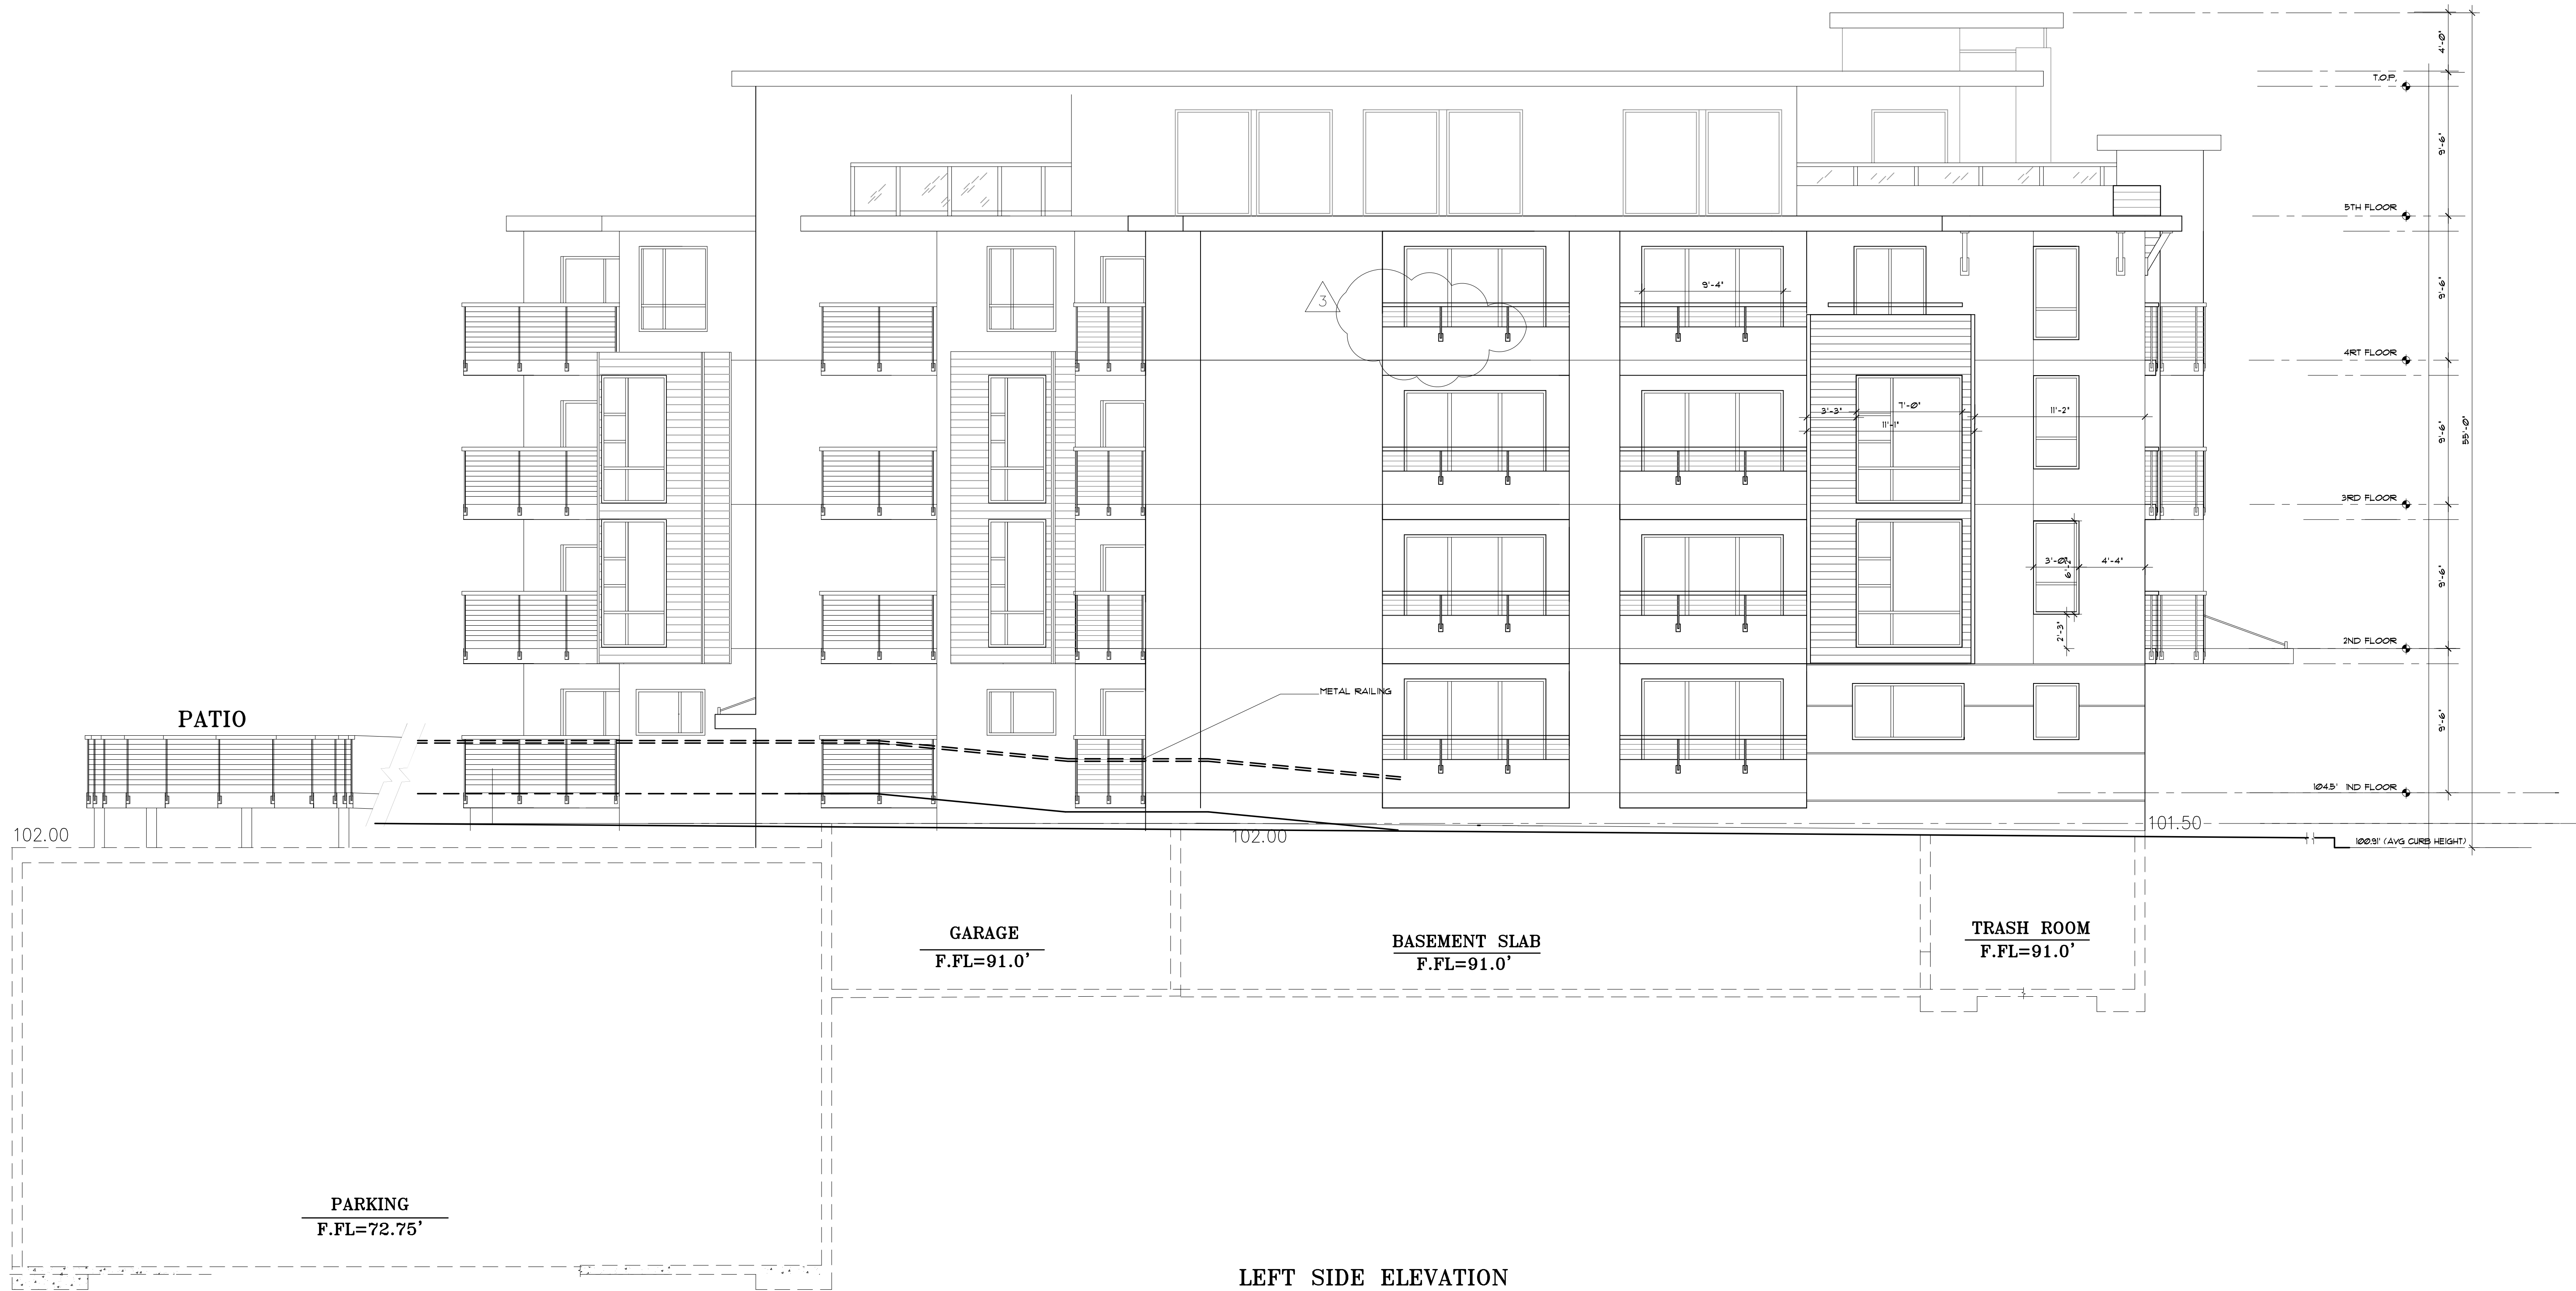 4'-0"
T.O.P.
9'-6"
5TH FLOOR
9'-6"
3
9'-4"
4RT FLOOR
9'-6"
55'-0"
3'-3"
7'-0"
11'-2"
11'-1"
3RD FLOOR
9'-6"
3'-0"
6'-2"
4'-4"
2'-3"
2ND FLOOR
METAL RAILING
PATIO
9'-6"
104.5' 1ND FLOOR
102.00
102.00
101.50
100.91' (AVG CURB HEIGHT)
GARAGE
F.FL=91.0'
BASEMENT SLAB
F.FL=91.0'
TRASH ROOM
F.FL=91.0'
PARKING
F.FL=72.75'
LEFT SIDE ELEVATION